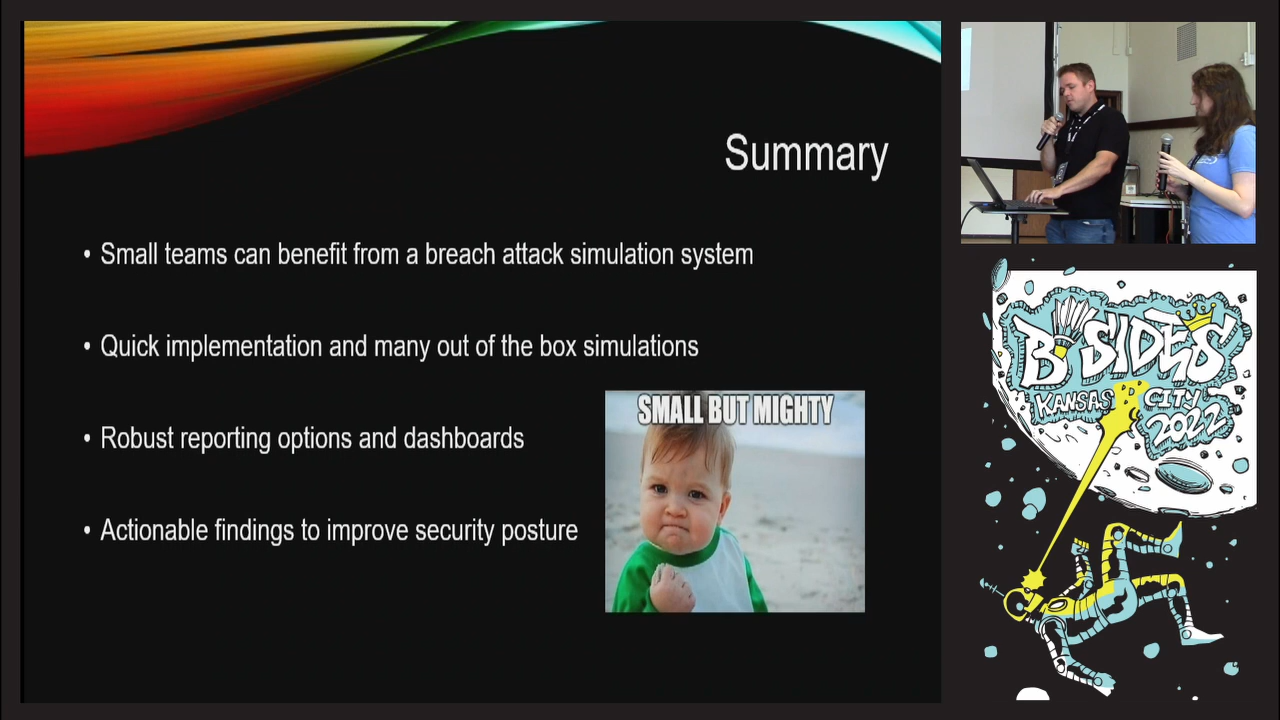 Summary
• Small teams can benefit from a breach attack simulation system
• Quick implementation and many out of the box simulations
• Robust reporting options and dashboards
• Actionable findings to improve security posture
SMALL BUT MIGHTY
BSIDES
KANSAS CITY
2022